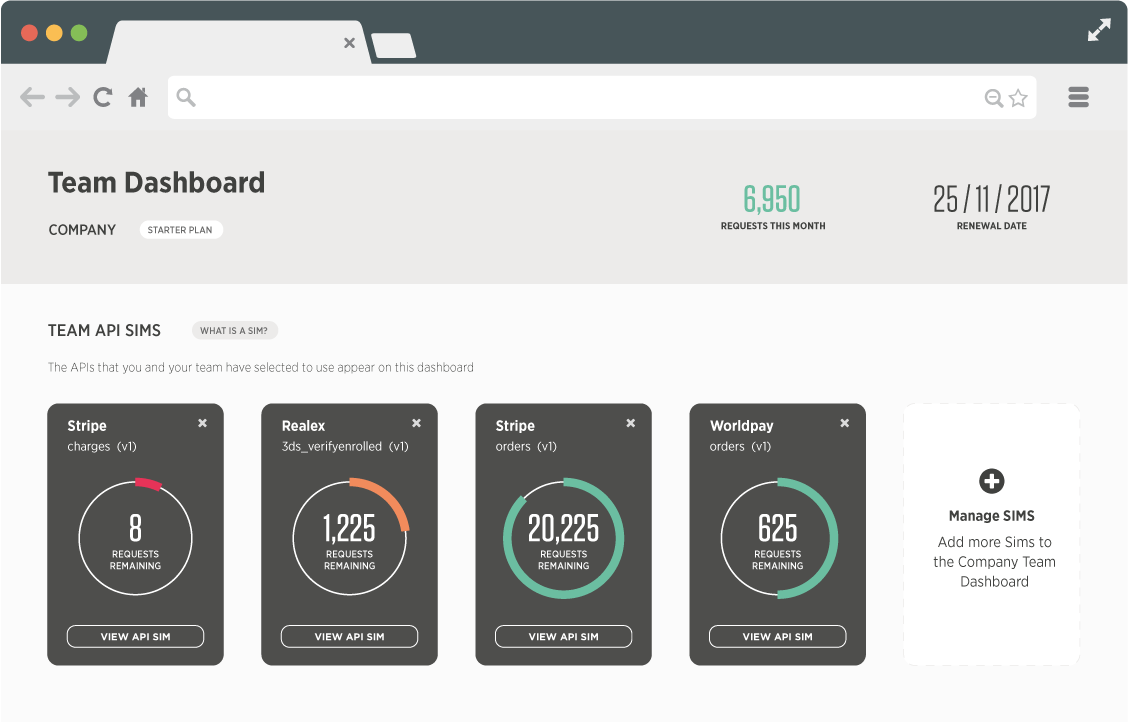 Team Dashboard
COMPANY
STARTER PLAN
6,950
REQUESTS THIS MONTH
25 / 11 / 2017
RENEWAL DATE
TEAM API SIMS
WHAT IS A SIM?
The APIs that you and your team have selected to use appear on this dashboard
Stripe
charges (v1)
8
REQUESTS
REMAINING
VIEW API SIM
Realex
3ds_verifyenrolled (v1)
1,225
REQUESTS
REMAINING
VIEW API SIM
Stripe
orders (v1)
20,225
REQUESTS
REMAINING
VIEW API SIM
Worldpay
orders (v1)
625
REQUESTS
REMAINING
VIEW API SIM
Manage SIMS
Add more Sims to
the Company Team
Dashboard